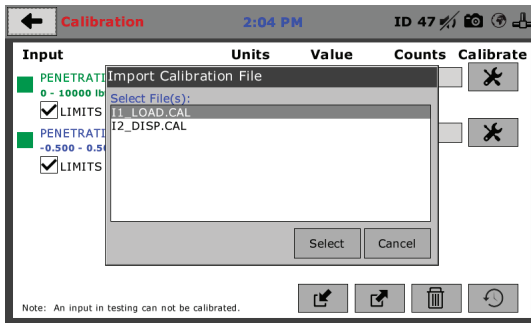 Calibration 2:04 PM ID 47
Input Units Value Counts Calibrate
PENETRATI
0 - 10000 lb
LIMITS
PENETRATI
-0.500 - 0.50
LIMITS
Import Calibration File
Select File(s):
I1_LOAD.CAL
I2_DISP.CAL
Select Cancel
Note: An input in testing can not be calibrated.